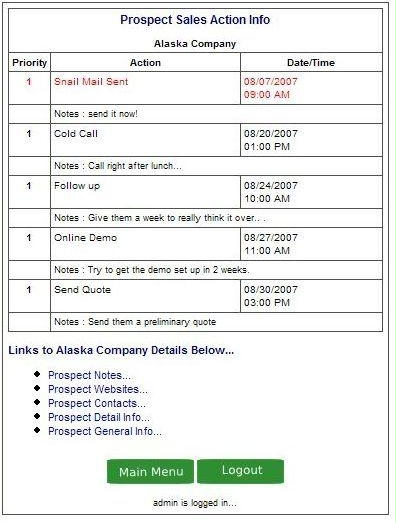 Prospect Sales Action Info
Alaska Company
Priority Action Date/Time
1 Snail Mail Sent 08/07/2007
09:00 AM
Notes : send it now!
1 Cold Call 08/20/2007
01:00 PM
Notes : Call right after lunch...
1 Follow up 08/24/2007
10:00 AM
Notes : Give them a week to really think it over.. .
1 Online Demo 08/27/2007
11:00 AM
Notes : Try to get the demo set up in 2 weeks.
1 Send Quote 08/30/2007
03:00 PM
Notes : Send them a preliminary quote
Links to Alaska Company Details Below...
Prospect Notes...
Prospect Websites...
Prospect Contacts...
Prospect Detail Info...
Prospect General Info...
Main Menu Logout
admin is logged in...